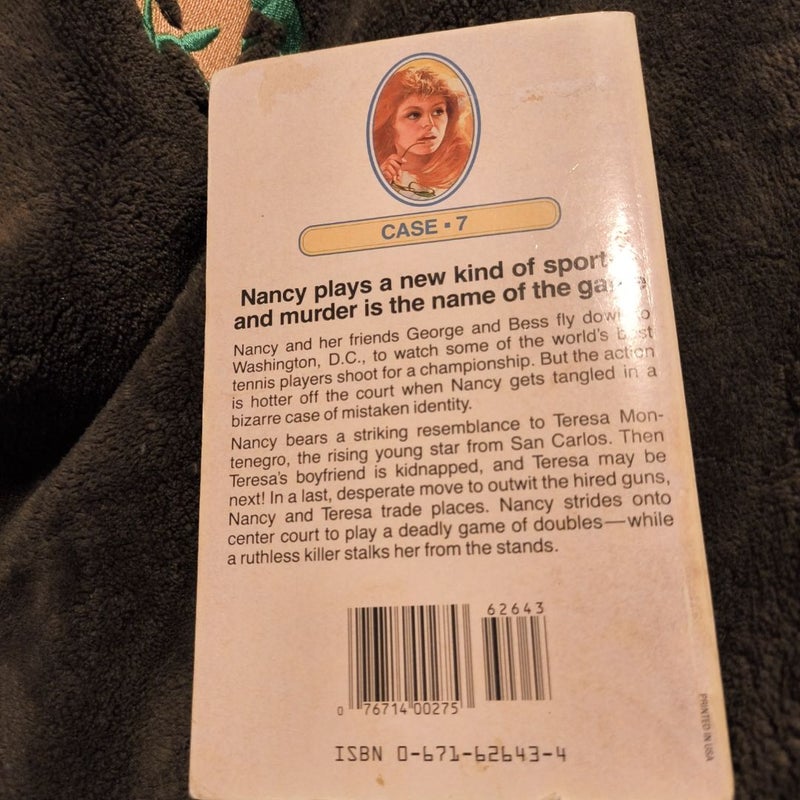 CASE ▪ 7
Nancy plays a new kind of sport
and murder is the name of the game
Nancy and her friends George and Bess fly down to
Washington, D.C., to watch some of the world's best
tennis players shoot for a championship. But the action
is hotter off the court when Nancy gets tangled in a
bizarre case of mistaken identity.
Nancy bears a striking resemblance to Teresa Mon-
tenegro, the rising young star from San Carlos. Then
Teresa's boyfriend is kidnapped, and Teresa may be
next! In a last, desperate move to outwit the hired guns,
Nancy and Teresa trade places. Nancy strides onto
center court to play a deadly game of doubles—while
a ruthless killer stalks her from the stands.
62643
0 76714 00275
ISBN 0-671-62643-4
PRINTED IN USA